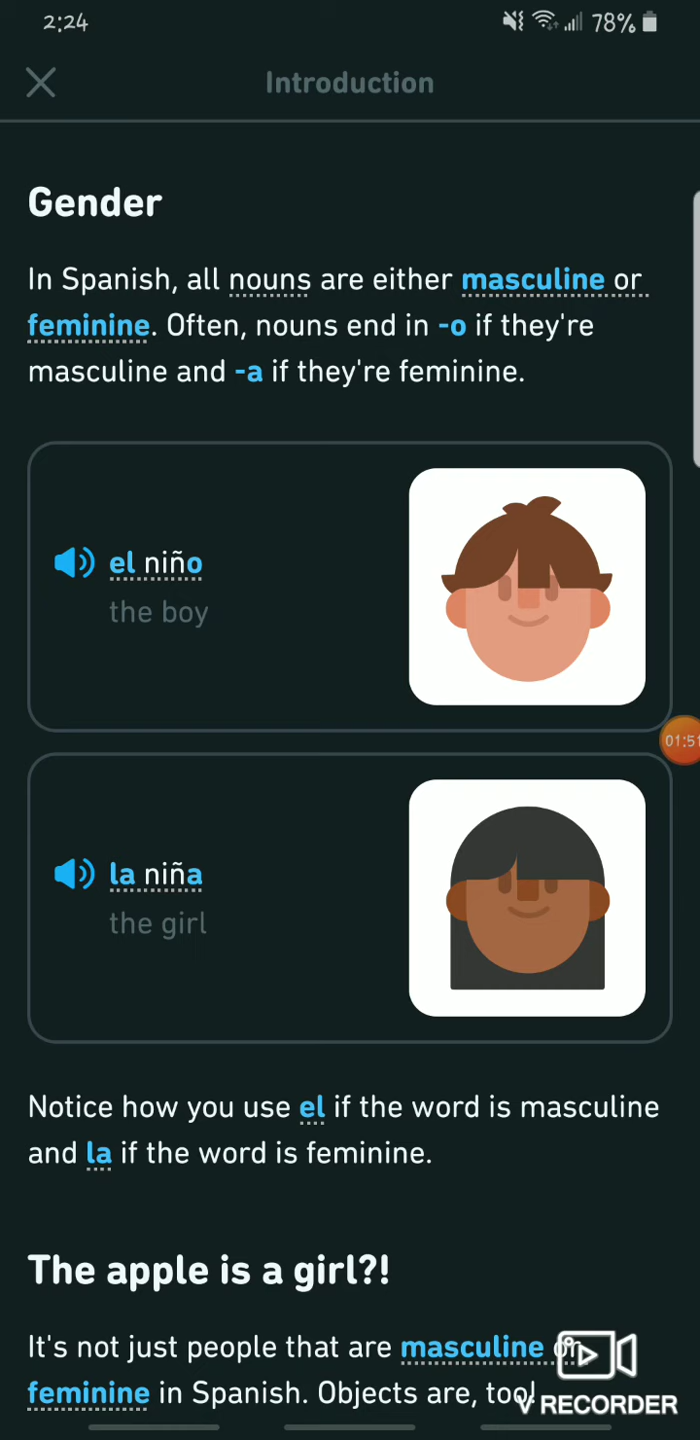 2:24 78%
Introduction
Gender
In Spanish, all nouns are either masculine or
feminine. Often, nouns end in -o if they're
masculine and -a if they're feminine.
el niño
the boy
01:51
la niña
the girl
Notice how you use el if the word is masculine
and la if the word is feminine.
The apple is a girl?!
It's not just people that are masculine or
feminine in Spanish. Objects are, too!
V RECORDER